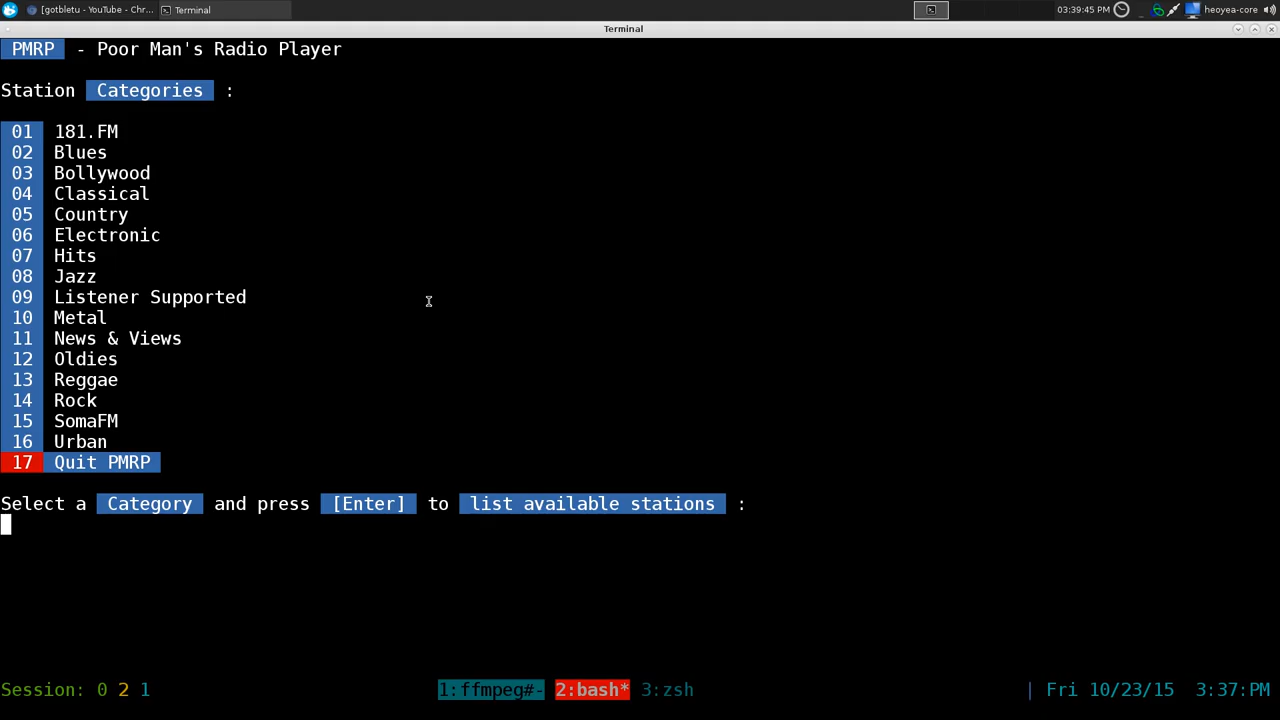 [gotbletu - YouTube - Chr...
Terminal
03:39:45 PM
heoyea-core
Terminal
PMRP - Poor Man's Radio Player
Station Categories :
01 181.FM
02 Blues
03 Bollywood
04 Classical
05 Country
06 Electronic
07 Hits
08 Jazz
09 Listener Supported
10 Metal
11 News & Views
12 Oldies
13 Reggae
14 Rock
15 SomaFM
16 Urban
17 Quit PMRP
Select a Category and press [Enter] to list available stations :
Session: 0 2 1 1:ffmpeg#- 2:bash* 3:zsh | Fri 10/23/15 3:37:PM